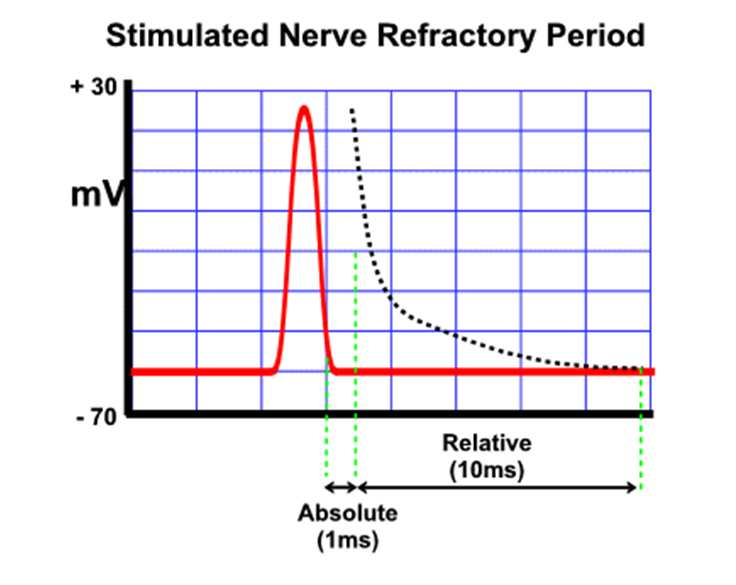 Stimulated Nerve Refractory Period
+ 30
mV
- 70
Relative
(10ms)
Absolute
(1ms)